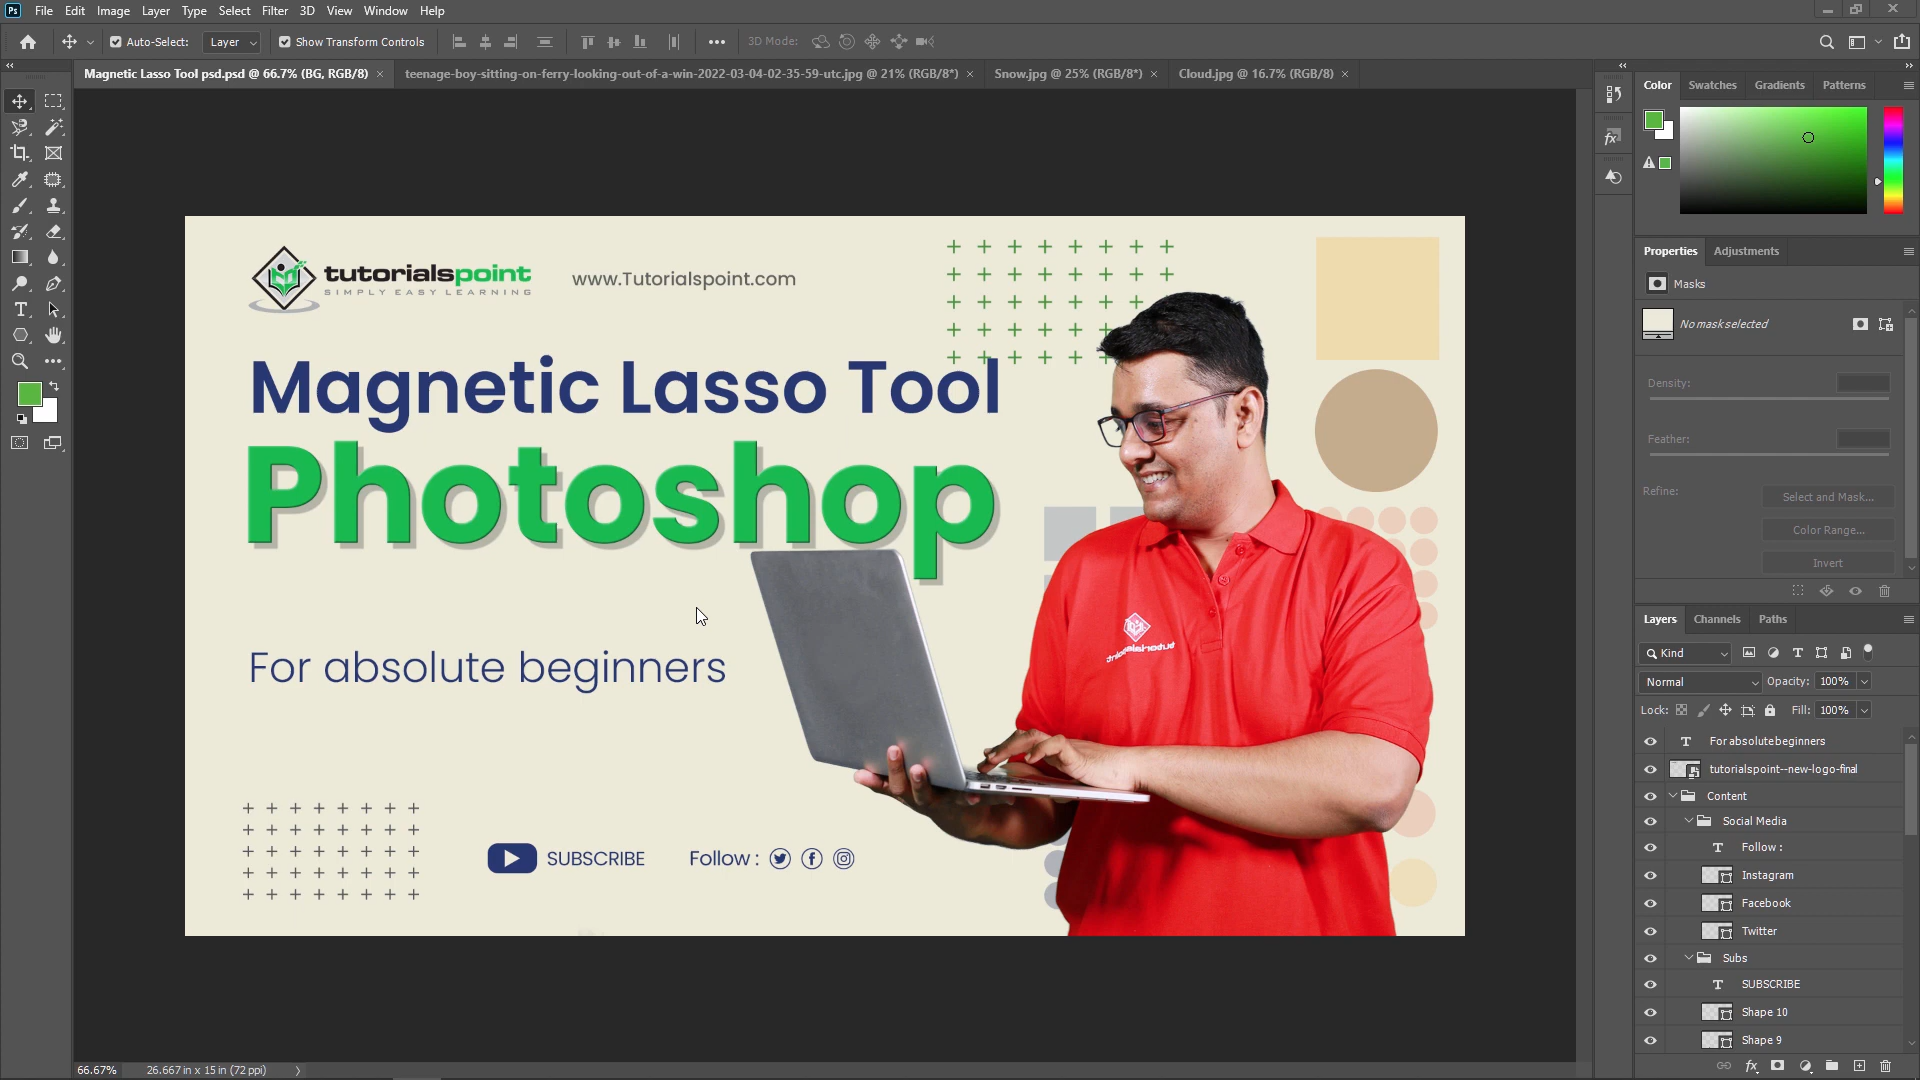 Ps File Edit Image Layer Type Select Filter 3D View Window Help
Auto-Select: Layer Show Transform Controls 3D Mode:
Magnetic Lasso Tool psd.psd @ 66.7% (BG, RGB/8) × teenage-boy-sitting-on-ferry-looking-out-of-a-win-2022-03-04-02-35-59-utc.jpg @ 21% (RGB/8*) × Snow.jpg @ 25% (RGB/8*) × Cloud.jpg @ 16.7% (RGB/8) ×
Color Swatches Gradients Patterns
Properties Adjustments
Masks
No mask selected
Density:
Feather:
Refine:
Select and Mask...
Color Range...
Invert
Layers Channels Paths
Kind
Normal Opacity: 100%
Lock: Fill: 100%
For absolute beginners
tutorialspoint--new-logo-final
Content
Social Media
Follow :
Instagram
Facebook
Twitter
Subs
SUBSCRIBE
Shape 10
Shape 9
tutorialspoint
SIMPLY EASY LEARNING
www.Tutorialspoint.com
Magnetic Lasso Tool
Photoshop
For absolute beginners
tutorialspoint
SUBSCRIBE Follow :
66.67% 26.667 in x 15 in (72 ppi)